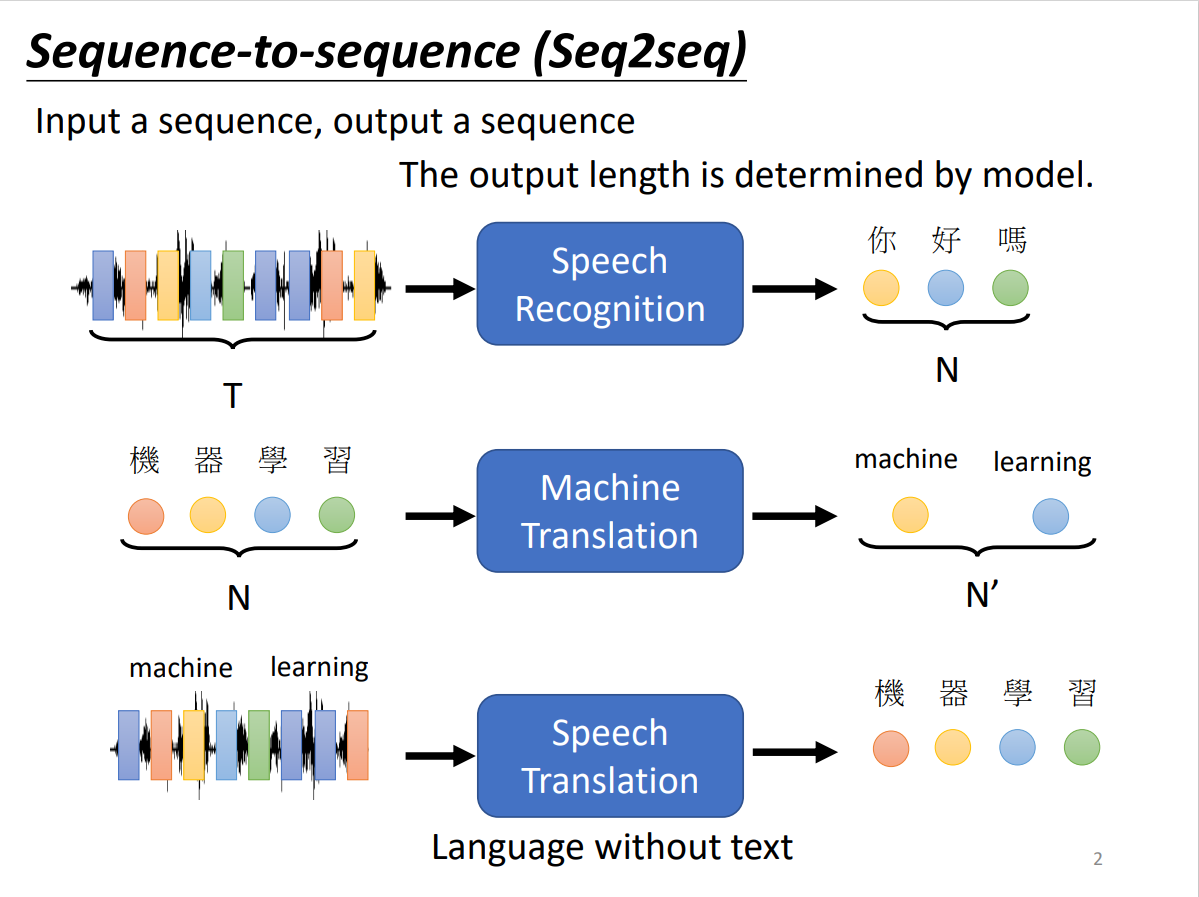 Sequence-to-sequence (Seq2seq)
Input a sequence, output a sequence
The output length is determined by model.
Speech
Recognition
你 好 嗎
T
N
機 器 學 習
Machine
Translation
machine learning
N
N’
machine learning
Speech
Translation
機 器 學 習
Language without text
2